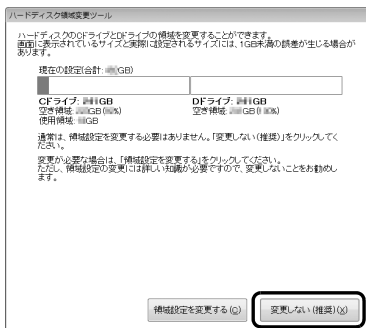 ハードディスク領域変更ツール
ハードディスクのCドライブとDドライブの領域を変更することができます。
画面に表示されているサイズと実際に設定されるサイズには、1GB未満の誤差が生じる場合が
あります。
現在の設定(合計: GB)
Cドライブ: GB
空き領域: GB( %)
使用領域: GB
Dドライブ: GB
空き領域: GB( %)
通常は、領域設定を変更する必要はありません。「変更しない(推奨)」をクリックしてく
ださい。
変更が必要な場合は、「領域設定を変更する」をクリックしてください。
ただし、領域設定の変更には詳しい知識が必要ですので、変更しないことをお勧めし
ます。
領域設定を変更する(C)
変更しない(推奨)(X)